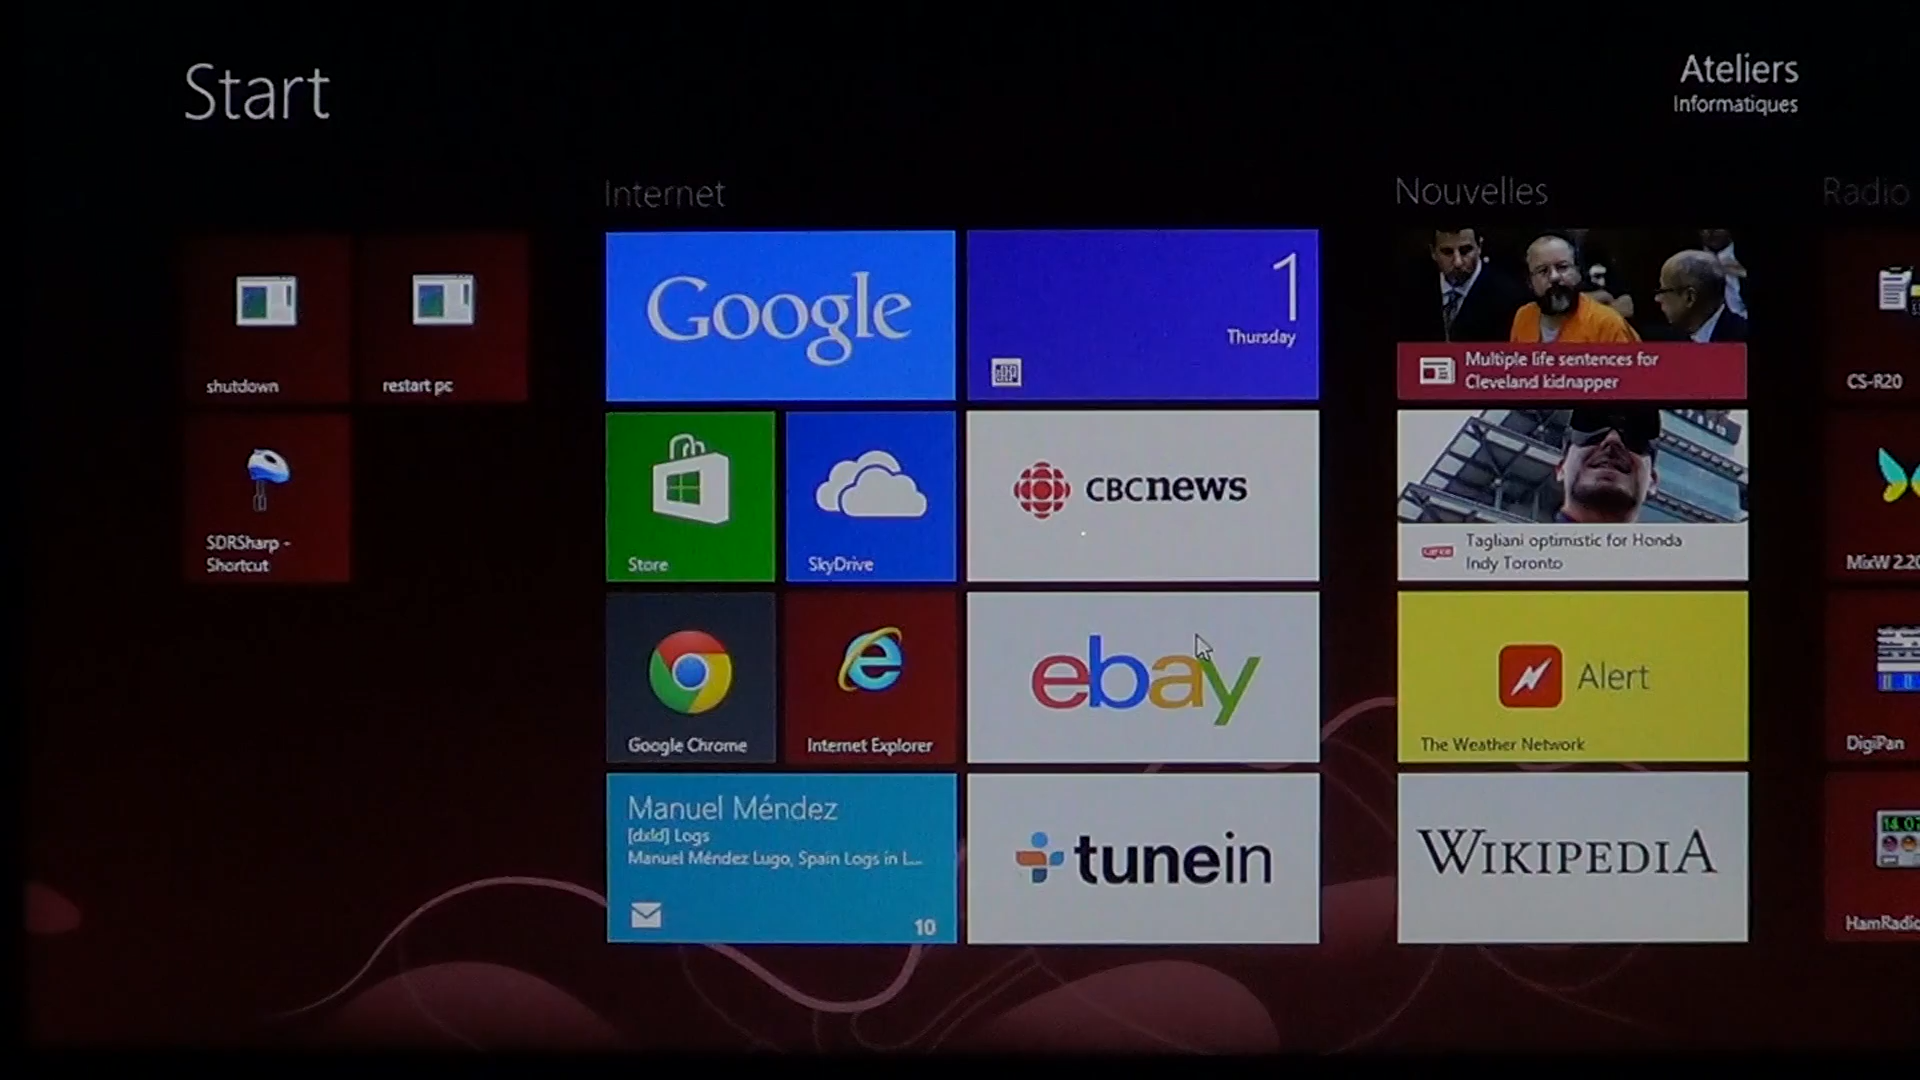 Start
Ateliers
Informatiques
Internet
Nouvelles
Radio
shutdown
restart pc
SDRSharp -
Shortcut
Google
1
Thursday
Store
SkyDrive
CBCnews
Google Chrome
Internet Explorer
ebay
Manuel Méndez
[dxld] Logs
Manuel Méndez Lugo, Spain Logs in L...
10
tunein
Multiple life sentences for
Cleveland kidnapper
Tagliani optimistic for Honda
Indy Toronto
Alert
The Weather Network
WIKIPEDIA
CS-R20
MixW 2.20
DigiPan
14.07
HamRadio